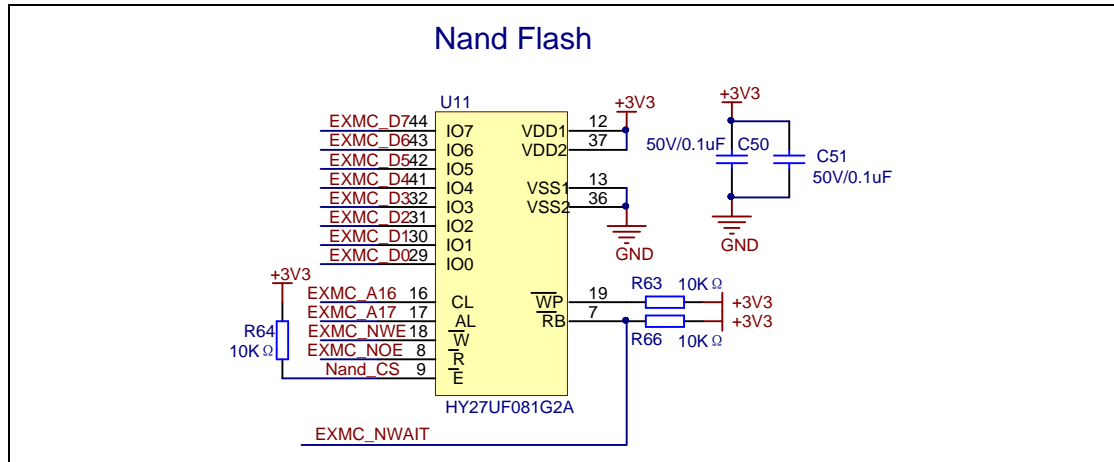 Nand Flash
U11
+3V3
+3V3
EXMC_D7 44 IO7 VDD1 12
EXMC_D6 43 IO6 VDD2 37
50V/0.1uF C50
EXMC_D5 42 IO5
C51
50V/0.1uF
EXMC_D4 41 IO4 VSS1 13
EXMC_D3 32 IO3 VSS2 36
EXMC_D2 31 IO2
EXMC_D1 30 IO1
GND
GND
EXMC_D0 29 IO0
+3V3
EXMC_A16 16 CL WP 19 R63 10KΩ +3V3
EXMC_A17 17 AL RB 7 R66 10KΩ +3V3
R64
10KΩ
EXMC_NWE 18 W
EXMC_NOE 8 R
Nand_CS 9 E
HY27UF081G2A
EXMC_NWAIT